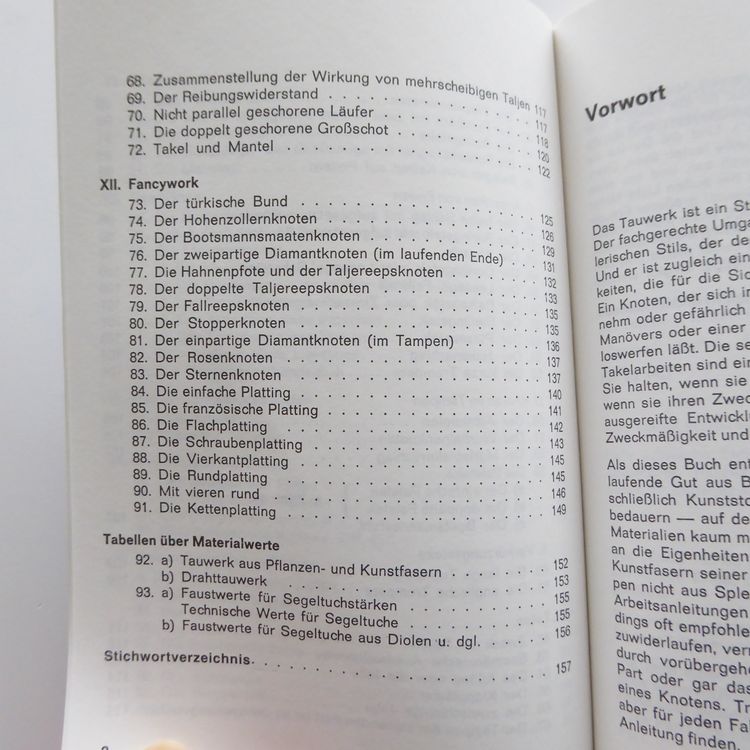 68. Zusammenstellung der Wirkung von mehrscheibigen Taljen 117
69. Der Reibungswiderstand . . . . . . . . . . . . . . 117
70. Nicht parallel geschorene Läufer . . . . . . . . . . 118
71. Die doppelt geschorene Großschot . . . . . . . . . 120
72. Takel und Mantel . . . . . . . . . . . . . . . . . 122
XII. Fancywork
73. Der türkische Bund . . . . . . . . . . . . . . . . 125
74. Der Hohenzollernknoten . . . . . . . . . . . . . . 126
75. Der Bootsmannsmaatenknoten . . . . . . . . . . . 129
76. Der zweipartige Diamantknoten (im laufenden Ende) . . 131
77. Die Hahnenpfote und der Taljereepsknoten . . . . . . 132
78. Der doppelte Taljereepsknoten . . . . . . . . . . . 133
79. Der Fallreepsknoten . . . . . . . . . . . . . . . 135
80. Der Stopperknoten . . . . . . . . . . . . . . . . 135
81. Der einpartige Diamantknoten (im Tampen) . . . . . . 136
82. Der Rosenknoten . . . . . . . . . . . . . . . . . 137
83. Der Sternenknoten . . . . . . . . . . . . . . . . 137
84. Die einfache Platting . . . . . . . . . . . . . . . 140
85. Die französische Platting . . . . . . . . . . . . . 141
86. Die Flachplatting . . . . . . . . . . . . . . . . 142
87. Die Schraubenplatting . . . . . . . . . . . . . . 143
88. Die Vierkantplatting . . . . . . . . . . . . . . . 145
89. Die Rundplatting . . . . . . . . . . . . . . . . . 145
90. Mit vieren rund . . . . . . . . . . . . . . . . . 146
91. Die Kettenplatting . . . . . . . . . . . . . . . . 149
Tabellen über Materialwerte
92. a) Tauwerk aus Pflanzen- und Kunstfasern . . . . . . 152
b) Drahttauwerk . . . . . . . . . . . . . . . . . 153
93. a) Faustwerte für Segeltuchstärken . . . . . . . . . 155
Technische Werte für Segeltuche . . . . . . . . . 155
b) Faustwerte für Segeltuche aus Diolen u. dgl. . . . . 156
Stichwortverzeichnis . . . . . . . . . . . . . . . . . . 157
Vorwort
Das Tauwerk ist ein St
Der fachgerechte Umga
lerischen Stils, der de
Und er ist zugleich ein
keiten, die für die Sic
Ein Knoten, der sich i
nehm oder gefährlich
Manövers oder einer
loswerfen läßt. Die se
Takelarbeiten sind ein
Sie halten, wenn sie
wenn sie ihren Zwec
ausgereifte Entwickl
Zweckmäßigkeit und
Als dieses Buch ent
laufende Gut aus B
schließlich Kunststo
bedauern — auf de
Materialien kaum m
an die Eigenheiten
Kunstfasern seiner
pen nicht aus Sple
Arbeitsanleitungen
dings oft empfohle
zuwiderlaufen, verr
durch vorübergehe
Part oder gar das
eines Knotens. Tr
aber für jeden Fal
Anleitung finden